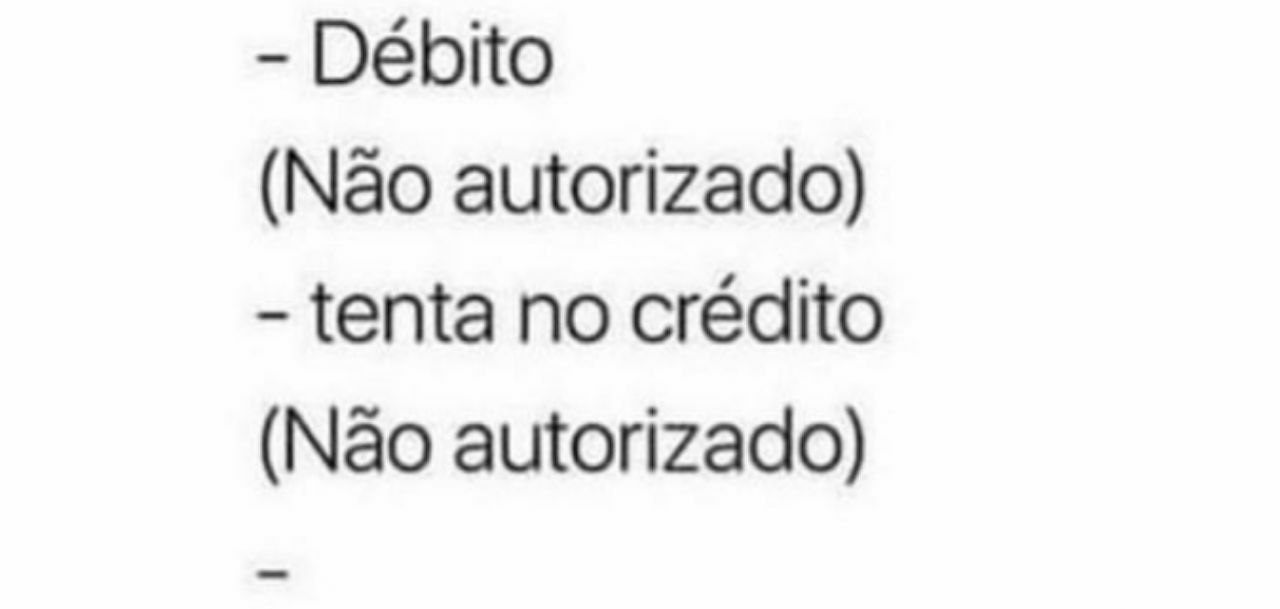 - Débito
(Não autorizado)
- tenta no crédito
(Não autorizado)
-